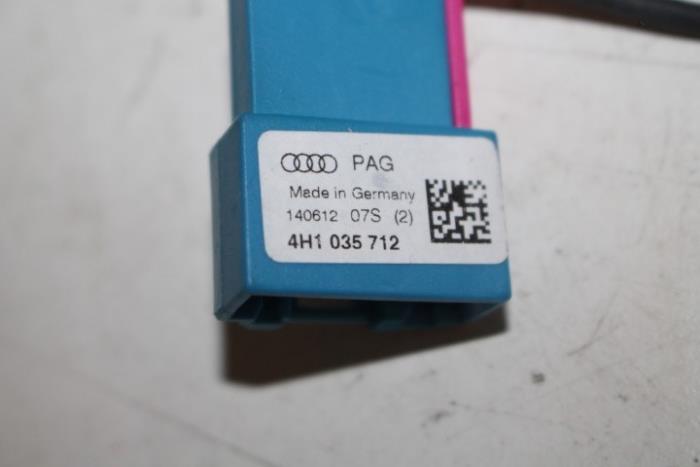 PAG
Made in Germany
140612 07S (2)
4H1 035 712